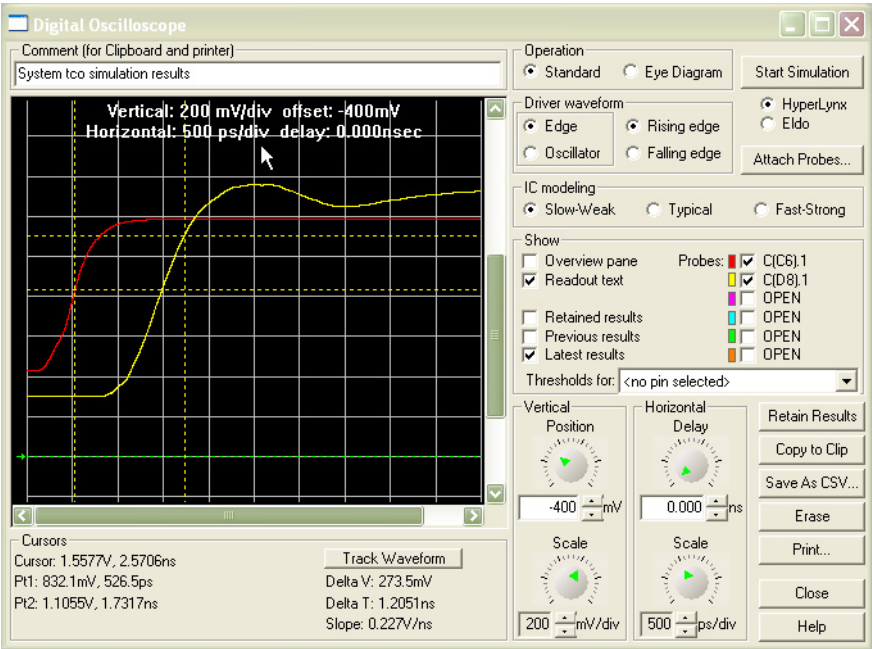 Digital Oscilloscope
Comment (for Clipboard and printer)
System tco simulation results
Vertical: 200 mV/div offset: -400mV
Horizontal: 500 ps/div delay: 0.000nsec
Cursors
Cursor: 1.5577V, 2.5706ns
Track Waveform
Pt1: 832.1mV, 526.5ps
Delta V: 273.5mV
Pt2: 1.1055V, 1.7317ns
Delta T: 1.2051ns
Slope: 0.227V/ns
Operation
Standard Eye Diagram
Start Simulation
Driver waveform
Edge Rising edge
Oscillator Falling edge
HyperLynx
Eldo
Attach Probes...
IC modeling
Slow-Weak Typical Fast-Strong
Show
Overview pane Probes: C(C6).1
Readout text C(D8).1
OPEN
Retained results OPEN
Previous results OPEN
Latest results OPEN
Thresholds for: <no pin selected>
Vertical
Position
-400 mV
Scale
200 mV/div
Horizontal
Delay
0.000 ns
Scale
500 ps/div
Retain Results
Copy to Clip
Save As CSV...
Erase
Print...
Close
Help